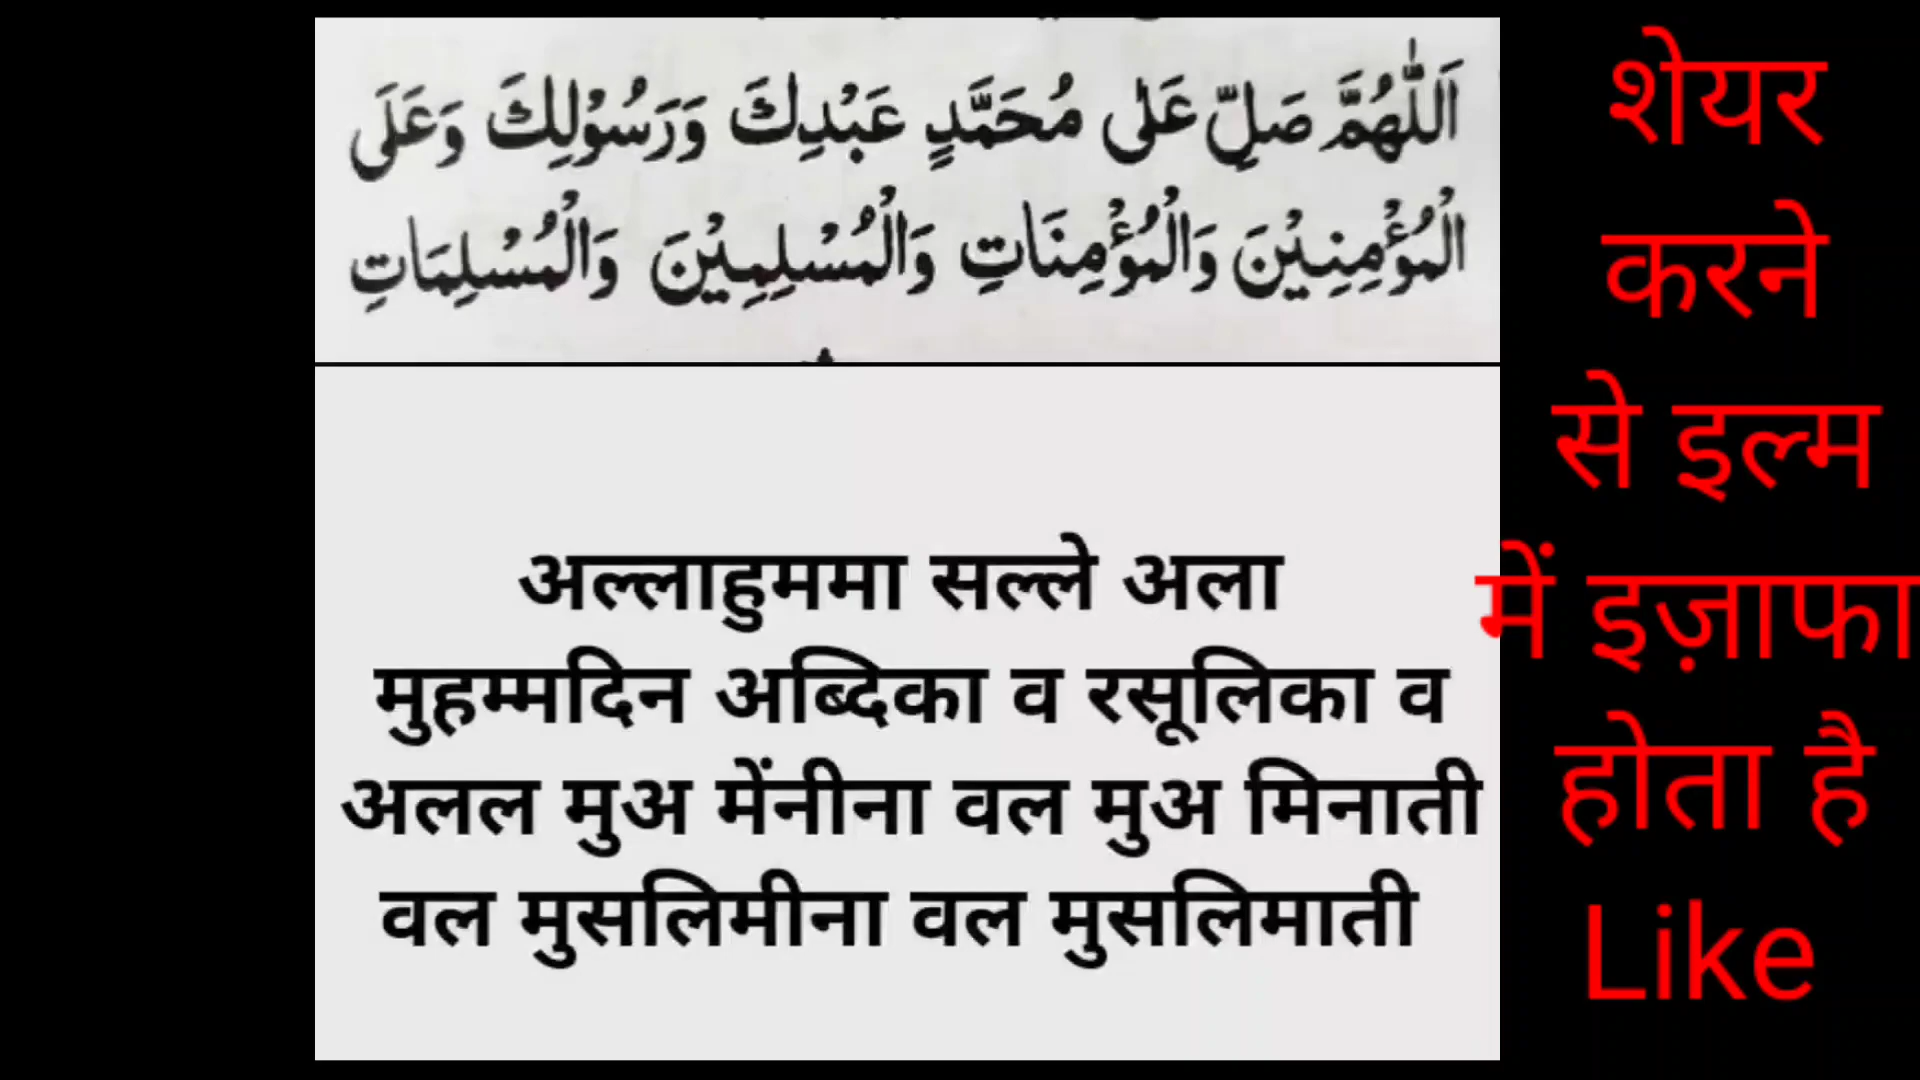 اَللّٰهُمَّ صَلِّ عَلٰى مُحَمَّدٍ عَبْدِكَ وَرَسُوْلِكَ وَعَلَى
الْمُؤْمِنِيْنَ وَالْمُؤْمِنَاتِ وَالْمُسْلِمِيْنَ وَالْمُسْلِمَاتِ
अल्लाहुममा सल्ले अला
मुहम्मदिन अब्दिका व रसूलिका व
अलल मुअ मेंनीना वल मुअ मिनाती
वल मुसलिमीना वल मुसलिमाती
शेयर
करने
से इल्म
में इज़ाफा
होता है
Like